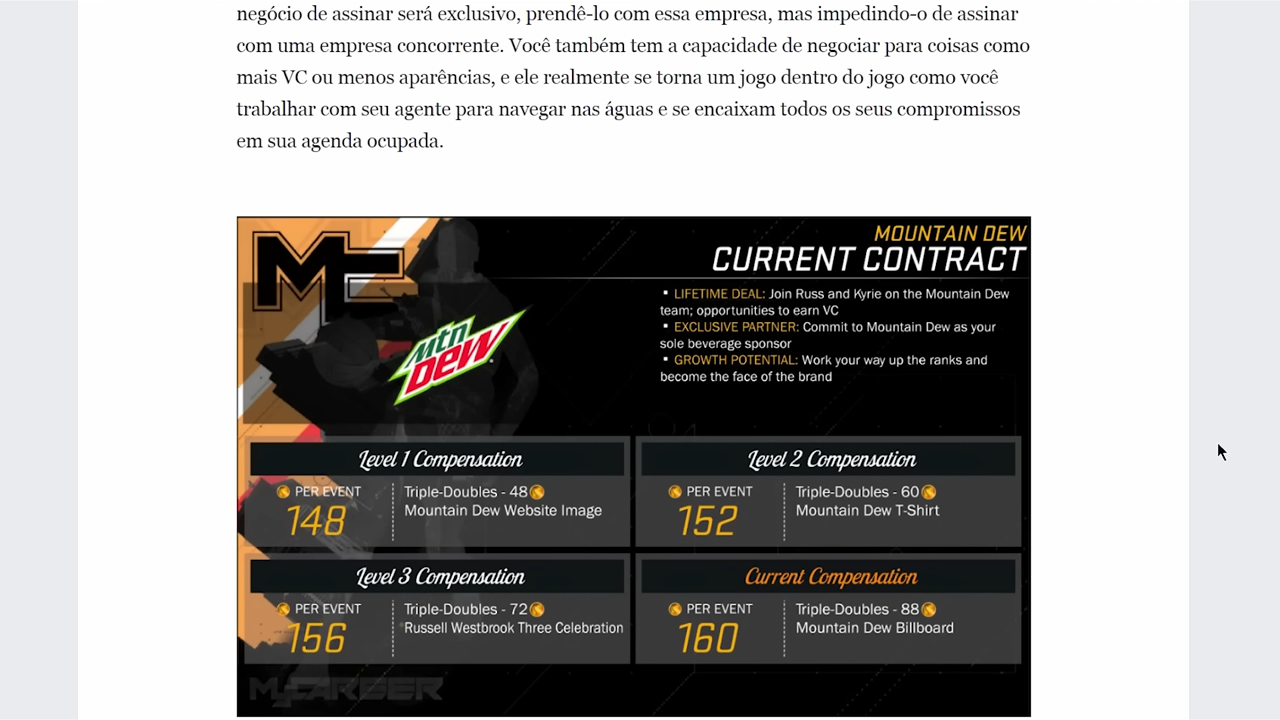 negócio de assinar será exclusivo, prendê-lo com essa empresa, mas impedindo-o de assinar
com uma empresa concorrente. Você também tem a capacidade de negociar para coisas como
mais VC ou menos aparências, e ele realmente se torna um jogo dentro do jogo como você
trabalhar com seu agente para navegar nas águas e se encaixam todos os seus compromissos
em sua agenda ocupada.
MC
MOUNTAIN DEW
CURRENT CONTRACT
▪ LIFETIME DEAL: Join Russ and Kyrie on the Mountain Dew
team; opportunities to earn VC
▪ EXCLUSIVE PARTNER: Commit to Mountain Dew as your
sole beverage sponsor
▪ GROWTH POTENTIAL: Work your way up the ranks and
become the face of the brand
Mtn
DEW
Level 1 Compensation
PER EVENT
148
Triple-Doubles - 48
Mountain Dew Website Image
Level 2 Compensation
PER EVENT
152
Triple-Doubles - 60
Mountain Dew T-Shirt
Level 3 Compensation
PER EVENT
156
Triple-Doubles - 72
Russell Westbrook Three Celebration
Current Compensation
PER EVENT
160
Triple-Doubles - 88
Mountain Dew Billboard
MYCAREER